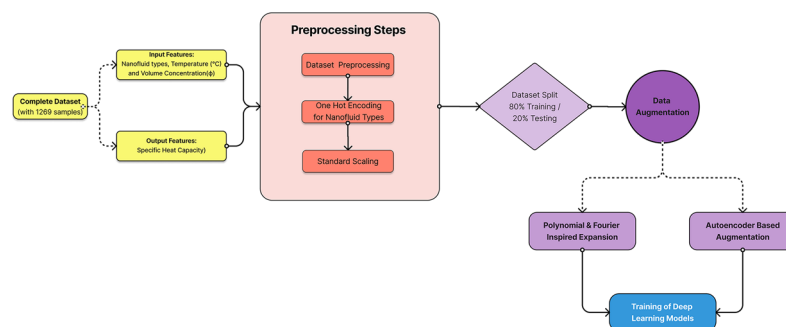 Complete Dataset
(with 1269 samples)
Input Features:
Nanofluid types, Temperature (°C)
and Volume Concentration(ϕ)
Output Features:
Specific Heat Capacity)
Preprocessing Steps
Dataset Preprocessing
One Hot Encoding
for Nanofluid Types
Standard Scaling
Dataset Split
80% Training /
20% Testing
Data
Augmentation
Polynomial & Fourier
Inspired Expansion
Autoencoder Based
Augmentation
Training of Deep
Learning Models